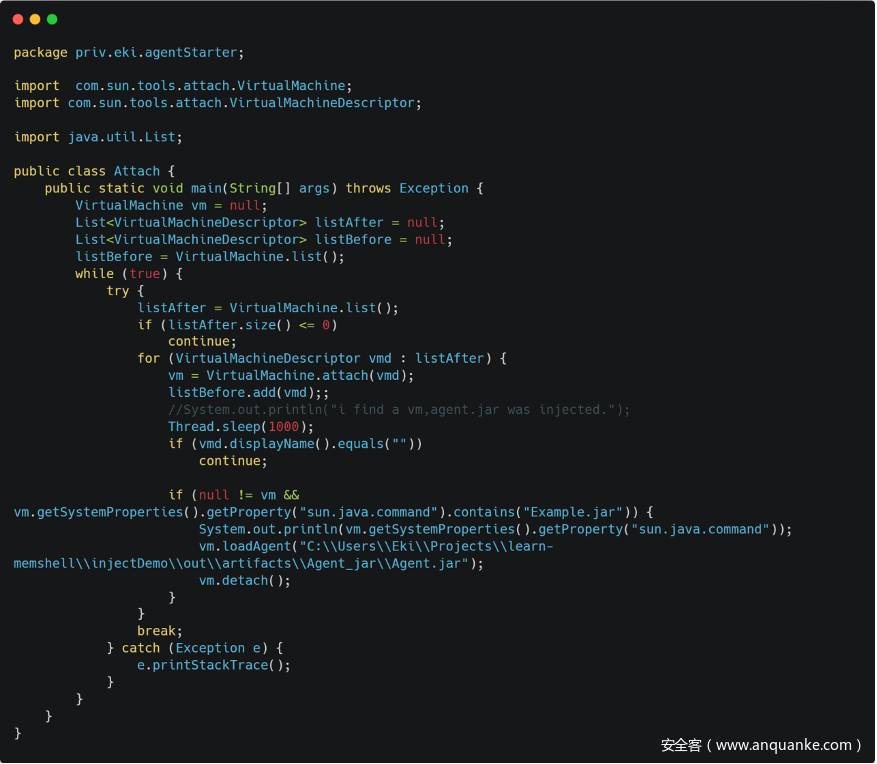 package priv.eki.agentStarter;

import  com.sun.tools.attach.VirtualMachine;
import com.sun.tools.attach.VirtualMachineDescriptor;

import java.util.List;

public class Attach {
    public static void main(String[] args) throws Exception {
        VirtualMachine vm = null;
        List<VirtualMachineDescriptor> listAfter = null;
        List<VirtualMachineDescriptor> listBefore = null;
        listBefore = VirtualMachine.list();
        while (true) {
            try {
                listAfter = VirtualMachine.list();
                if (listAfter.size() <= 0)
                    continue;
                for (VirtualMachineDescriptor vmd : listAfter) {
                    vm = VirtualMachine.attach(vmd);
                    listBefore.add(vmd);;
                    //System.out.println("i find a vm,agent.jar was injected.");
                    Thread.sleep(1000);
                    if (vmd.displayName().equals(""))
                        continue;

                    if (null != vm &&
vm.getSystemProperties().getProperty("sun.java.command").contains("Example.jar")) {
                        System.out.println(vm.getSystemProperties().getProperty("sun.java.command"));
                        vm.loadAgent("C:\\Users\\Eki\\Projects\\learn-
memshell\\injectDemo\\out\\artifacts\\Agent_jar\\Agent.jar");
                        vm.detach();
                    }
                }
                break;
            } catch (Exception e) {
                e.printStackTrace();
            }
        }
    }
}
安全客（www.anquanke.com）